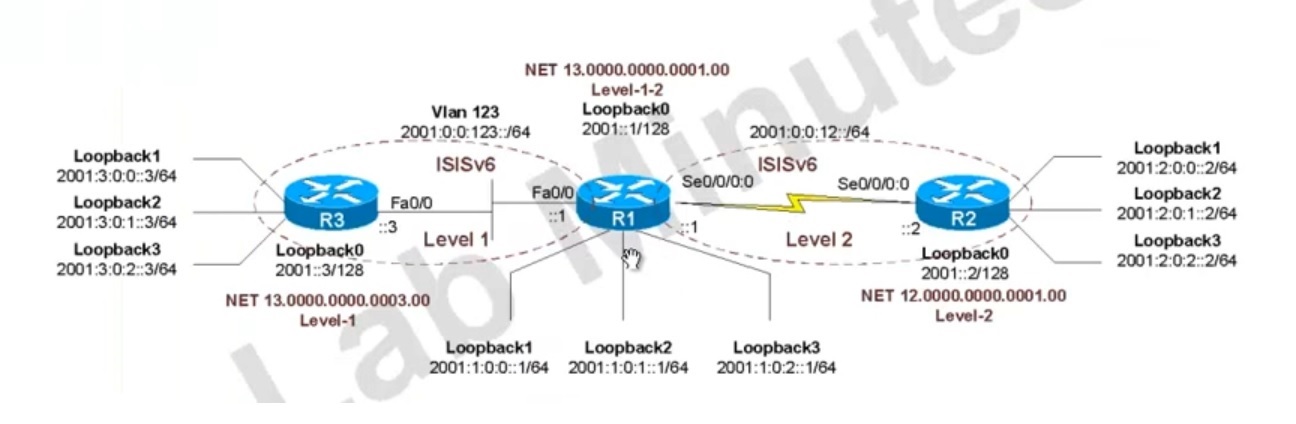 NET 13.0000.0000.0001.00
Level-1-2
Loopback0
2001::1/128
Vlan 123
2001:0:0:123::/64
2001:0:0:12::/64
ISISv6
ISISv6
Loopback1
2001:3:0:0::3/64
Loopback2
2001:3:0:1::3/64
Loopback3
2001:3:0:2::3/64
R3
Fa0/0
::3
Level 1
Fa0/0
::1
R1
Se0/0/0:0
::1
Level 2
Se0/0/0:0
::2
R2
Loopback1
2001:2:0:0::2/64
Loopback2
2001:2:0:1::2/64
Loopback3
2001:2:0:2::2/64
Loopback0
2001::3/128
NET 13.0000.0000.0003.00
Level-1
Loopback0
2001::2/128
NET 12.0000.0000.0001.00
Level-2
Loopback1
2001:1:0:0::1/64
Loopback2
2001:1:0:1::1/64
Loopback3
2001:1:0:2::1/64
Lab Minutes